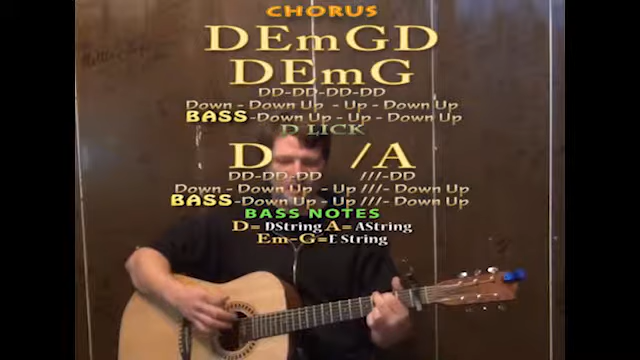 CHORUS
DEmGD
DEmG
DD-DD-DD-DD
Down - Down Up - Up - Down Up
BASS-Down Up - Up - Down Up
D LICK
D /A
DD-DD-DD ///-DD
Down - Down Up - Up ///- Down Up
BASS-Down Up - Up ///- Down Up
BASS NOTES
D= DString A= AString
Em-G=E String